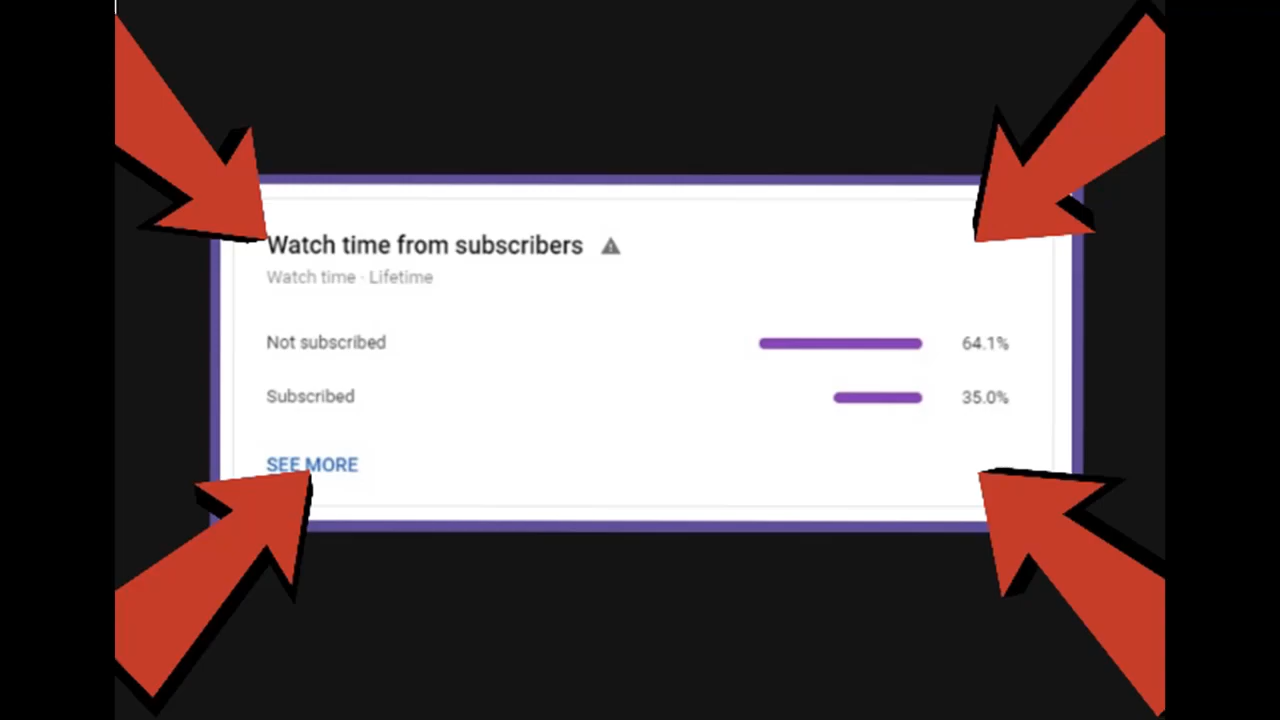 Watch time from subscribers
Watch time · Lifetime
Not subscribed 64.1%
Subscribed 35.0%
SEE MORE